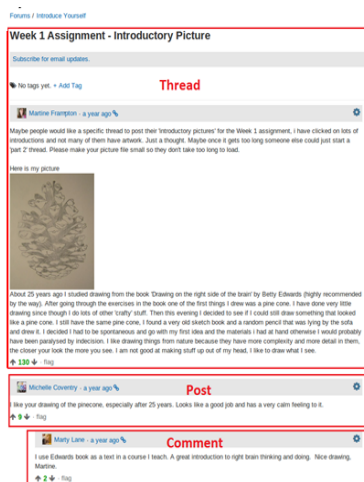 Forums / Introduce Yourself
Week 1 Assignment - Introductory Picture
Subscribe for email updates.
No tags yet. + Add Tag
Thread
Martine Frampton · a year ago
Maybe people would like a specific thread to post their 'Introductory pictures' for the Week 1 assignment, i have clicked on lots of
introductions and not many of them have artwork. Just a thought. Maybe once it gets too long someone else could just start a
'part 2' thread. Please make your picture file small so they don't take too long to load.
Here is my picture
About 25 years ago I studied drawing from the book 'Drawing on the right side of the brain' by Betty Edwards (highly recommended
by the way). After going through the exercises in the book one of the first things I drew was a pine cone. I have done very little
drawing since though I do lots of other 'crafty' stuff. Then this evening I decided to see if I could still draw something that looked
like a pine cone. I still have the same pine cone, I found a very old sketch book and a random pencil that was lying by the sofa
and drew it. I decided I had to be spontaneous and go with my first idea and the materials i had at hand otherwise I would probably
have been paralysed by indecision. I like drawing things from nature because they have more complexity and more detail in them,
the closer your look the more you see. I am not good at making stuff up out of my head, I like to draw what I see.
130 · flag
Michelle Coventry · a year ago
Post
I like your drawing of the pinecone, especially after 25 years. Looks like a good job and has a very calm feeling to it.
9 · flag
Marty Lane · a year ago
Comment
I use Edwards book as a text in a course I teach. A great introduction to right brain thinking and doing. Nice drawing,
Martine.
2 · flag